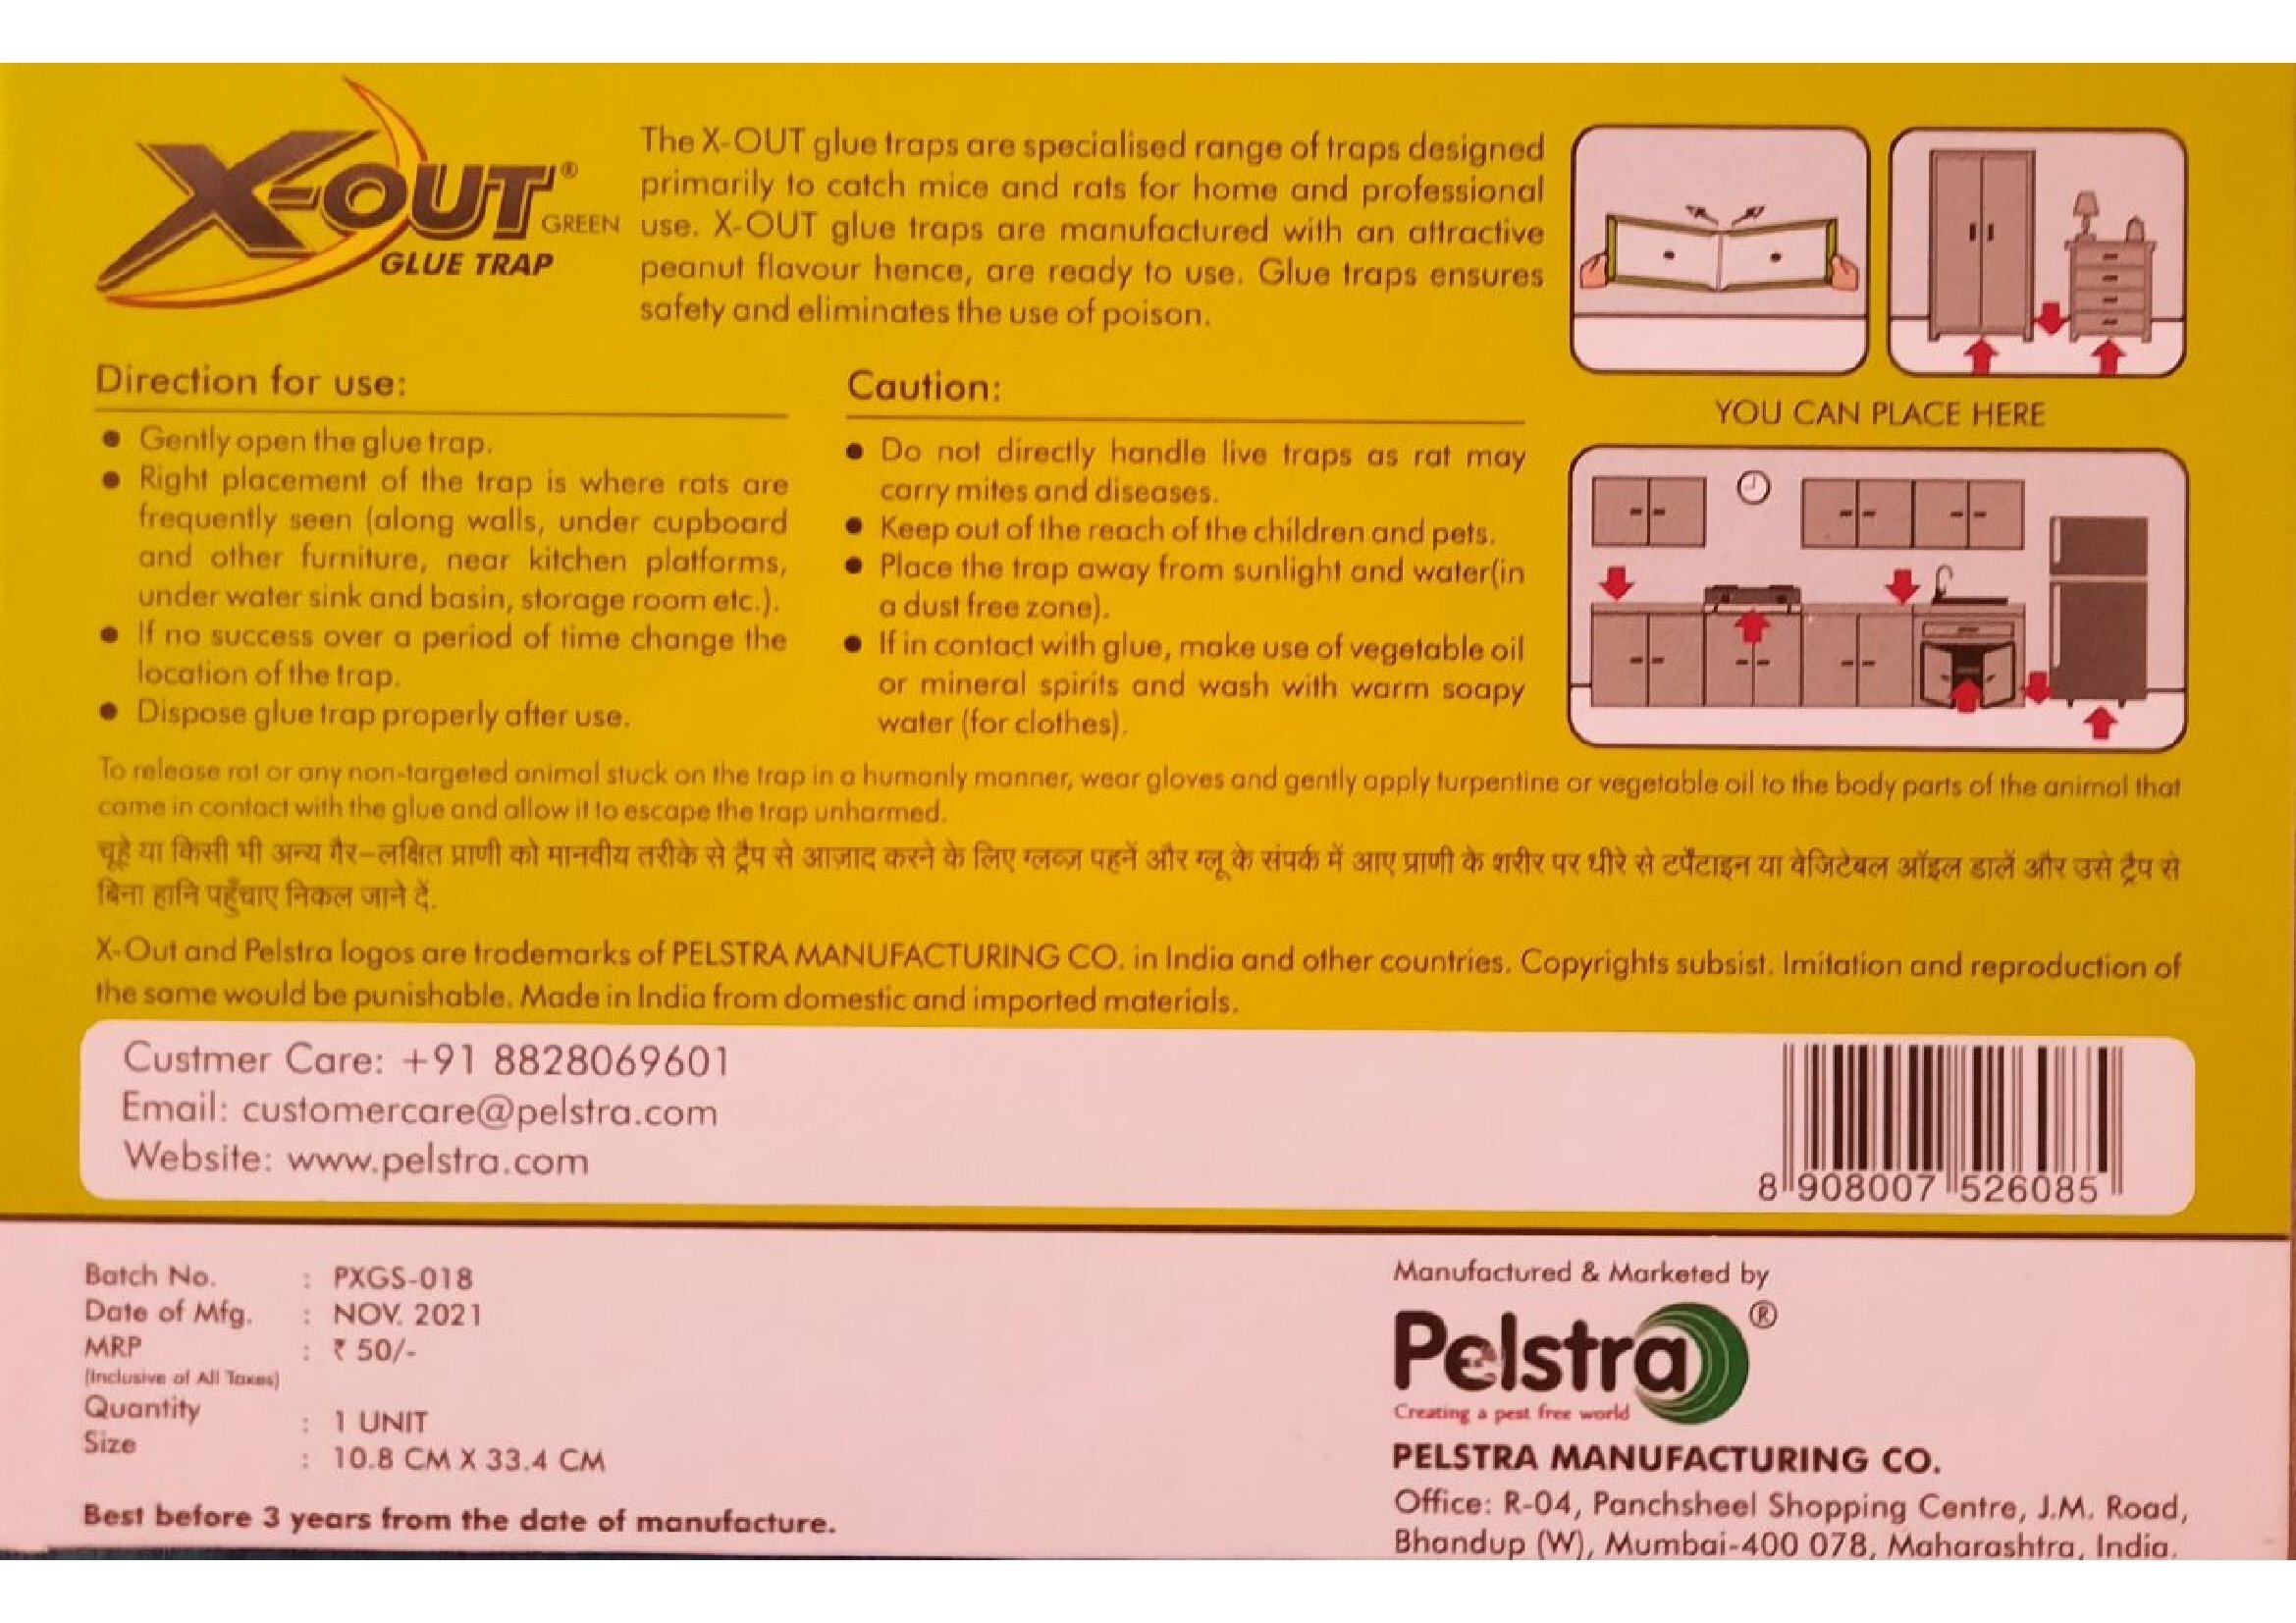 X-OUT®
GREEN
GLUE TRAP
The X-OUT glue traps are specialised range of traps designed
primarily to catch mice and rats for home and professional
use. X-OUT glue traps are manufactured with an attractive
peanut flavour hence, are ready to use. Glue traps ensures
safety and eliminates the use of poison.
Direction for use:
● Gently open the glue trap.
● Right placement of the trap is where rats are
frequently seen (along walls, under cupboard
and other furniture, near kitchen platforms,
under water sink and basin, storage room etc.).
● If no success over a period of time change the
location of the trap.
● Dispose glue trap properly after use.
Caution:
● Do not directly handle live traps as rat may
carry mites and diseases.
● Keep out of the reach of the children and pets.
● Place the trap away from sunlight and water(in
a dust free zone).
● If in contact with glue, make use of vegetable oil
or mineral spirits and wash with warm soapy
water (for clothes).
YOU CAN PLACE HERE
To release rat or any non-targeted animal stuck on the trap in a humanly manner, wear gloves and gently apply turpentine or vegetable oil to the body parts of the animal that
came in contact with the glue and allow it to escape the trap unharmed.
चूहे या किसी भी अन्य गैर-लक्षित प्राणी को मानवीय तरीके से ट्रैप से आज़ाद करने के लिए ग्लव्ज़ पहनें और ग्लू के संपर्क में आए प्राणी के शरीर पर धीरे से टर्पेंटाइन या वेजिटेबल ऑइल डालें और उसे ट्रैप से
बिना हानि पहुँचाए निकल जाने दें.
X-Out and Pelstra logos are trademarks of PELSTRA MANUFACTURING CO. in India and other countries. Copyrights subsist. Imitation and reproduction of
the same would be punishable. Made in India from domestic and imported materials.
Custmer Care: +91 8828069601
Email: customercare@pelstra.com
Website: www.pelstra.com
8 908007 526085
Batch No. : PXGS-018
Date of Mfg. : NOV. 2021
MRP : ₹ 50/-
(Inclusive of All Taxes)
Quantity : 1 UNIT
Size : 10.8 CM X 33.4 CM
Best before 3 years from the date of manufacture.
Manufactured & Marketed by
Pelstra®
Creating a pest free world
PELSTRA MANUFACTURING CO.
Office: R-04, Panchsheel Shopping Centre, J.M. Road,
Bhandup (W), Mumbai-400 078, Maharashtra, India.